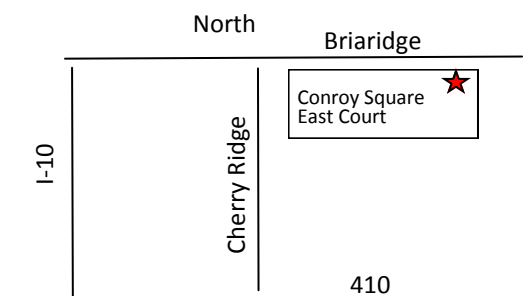 North
Briaridge
Conroy Square
East Court
I-10
Cherry Ridge
410